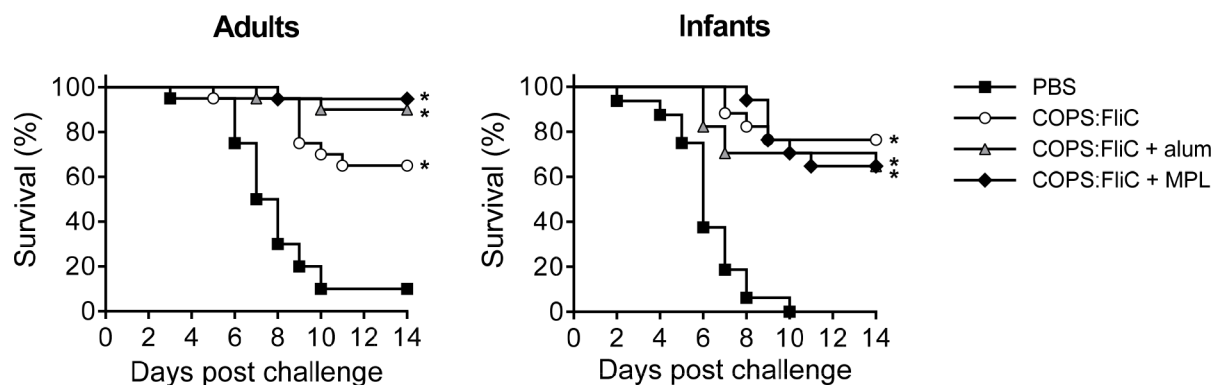 Adults
Survival (%)
100
80
60
40
20
0
*
*
*
0 2 4 6 8 10 12 14
Days post challenge
Infants
Survival (%)
100
80
60
40
20
0
*
*
*
0 2 4 6 8 10 12 14
Days post challenge
PBS
COPS:FliC
COPS:FliC + alum
COPS:FliC + MPL